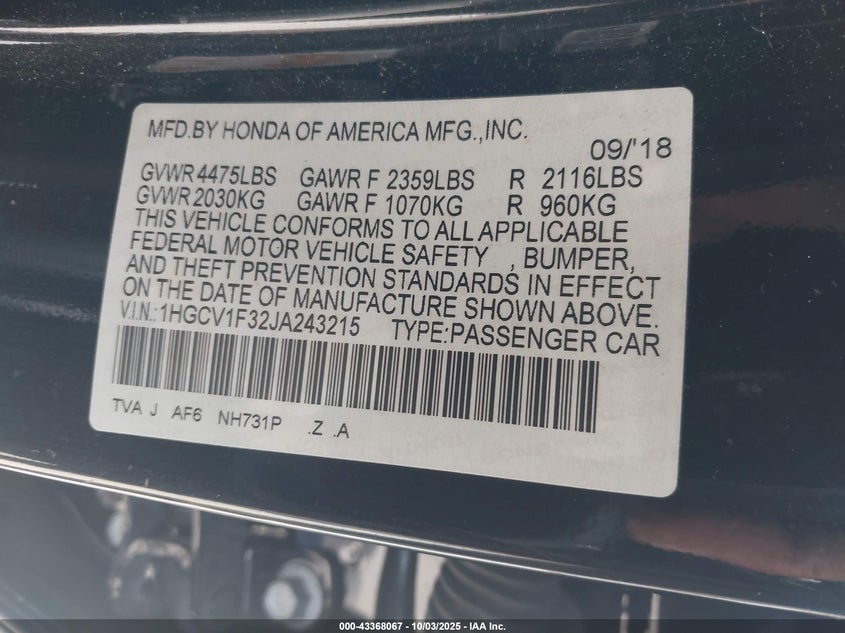 MFD.BY HONDA OF AMERICA MFG.,INC.
09/'18
GVWR 4475LBS GAWR F 2359LBS R 2116LBS
GVWR 2030KG GAWR F 1070KG R 960KG
THIS VEHICLE CONFORMS TO ALL APPLICABLE
FEDERAL MOTOR VEHICLE SAFETY , BUMPER,
AND THEFT PREVENTION STANDARDS IN EFFECT
ON THE DATE OF MANUFACTURE SHOWN ABOVE.
V.I.N.:1HGCV1F32JA243215 TYPE:PASSENGER CAR
TVA J AF6 NH731P .Z .A
000-43368067 - 10/03/2025 - IAA Inc.